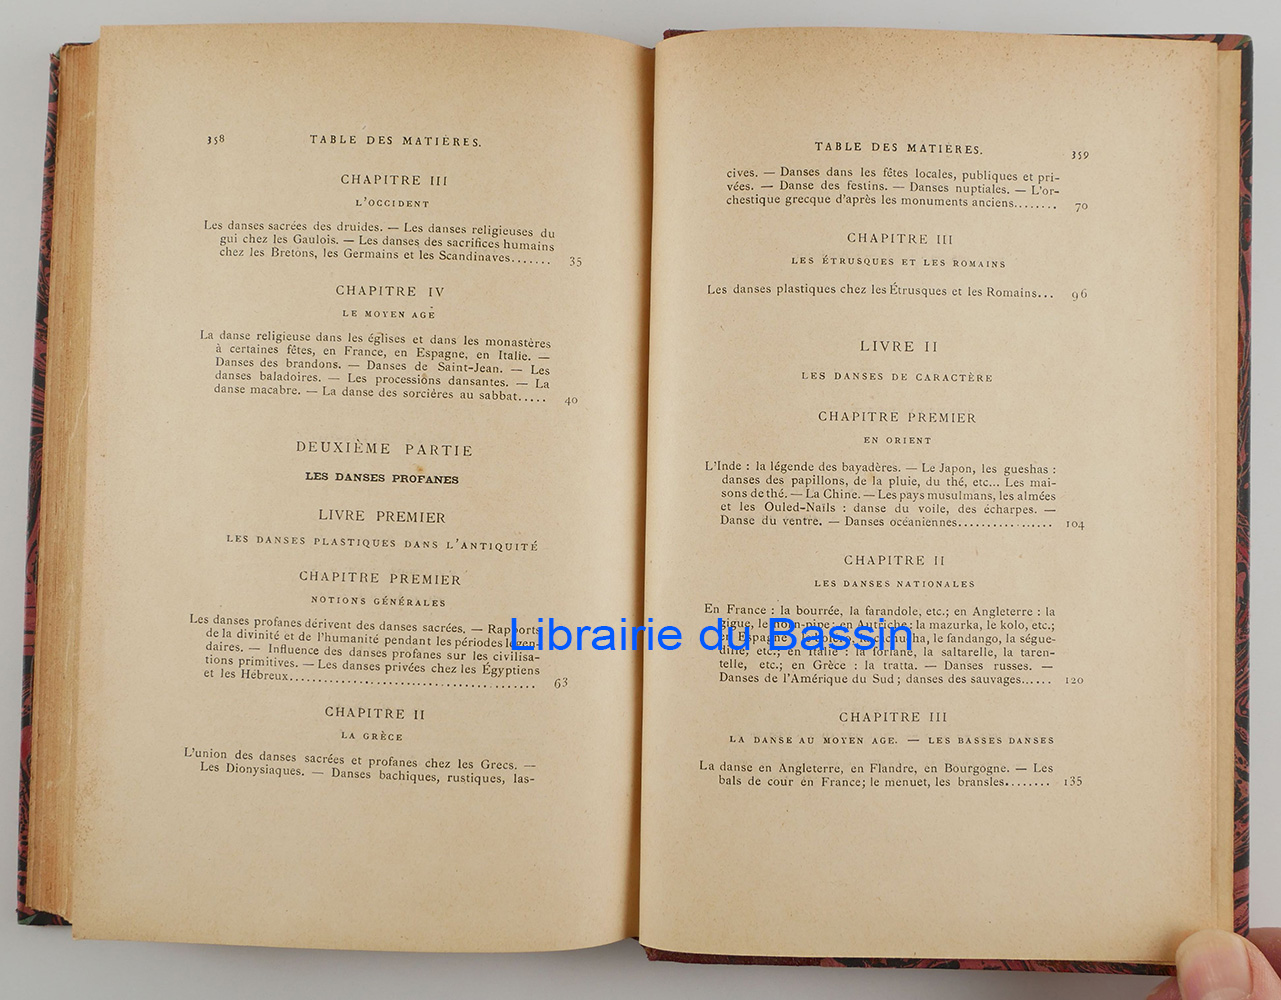 358 TABLE DES MATIÈRES.
CHAPITRE III
L'OCCIDENT
Les danses sacrées des druides. — Les danses religieuses du
gui chez les Gaulois. — Les danses des sacrifices humains
chez les Bretons, les Germains et les Scandinaves....... 35
CHAPITRE IV
LE MOYEN AGE
La danse religieuse dans les églises et dans les monastères
à certaines fêtes, en France, en Espagne, en Italie. —
Danses des brandons. — Danses de Saint-Jean. — Les
danses baladoires. — Les processions dansantes. — La
danse macabre. — La danse des sorcières au sabbat..... 40
DEUXIÈME PARTIE
LES DANSES PROFANES
LIVRE PREMIER
LES DANSES PLASTIQUES DANS L'ANTIQUITÉ
CHAPITRE PREMIER
NOTIONS GÉNÉRALES
Les danses profanes dérivent des danses sacrées. — Rapports
de la divinité et de l'humanité pendant les périodes légen-
daires. — Influence des danses profanes sur les civilisa-
tions primitives. — Les danses privées chez les Égyptiens
et les Hébreux..................................... 63
CHAPITRE II
LA GRÈCE
L'union des danses sacrées et profanes chez les Grecs. —
Les Dionysiaques. — Danses bachiques, rustiques, las-
TABLE DES MATIÈRES. 359
cives. — Danses dans les fêtes locales, publiques et pri-
vées. — Danse des festins. — Danses nuptiales. — L'or-
chestique grecque d'après les monuments anciens........ 70
CHAPITRE III
LES ÉTRUSQUES ET LES ROMAINS
Les danses plastiques chez les Étrusques et les Romains... 96
LIVRE II
LES DANSES DE CARACTÈRE
CHAPITRE PREMIER
EN ORIENT
L'Inde : la légende des bayadères. — Le Japon, les gueshas :
danses des papillons, de la pluie, du thé, etc... Les mai-
sons de thé. — La Chine. — Les pays musulmans, les almées
et les Ouled-Naïls : danse du voile, des écharpes. —
Danse du ventre. — Danses océaniennes................. 104
CHAPITRE II
LES DANSES NATIONALES
En France : la bourrée, la farandole, etc.; en Angleterre : la
gigue, le horn-pipe; en Autriche : la mazurka, le kolo, etc.;
en Espagne : le boléro, la cachucha, le fandango, la ségue-
dille, etc.; en Italie : la forlane, la saltarelle, la taren-
telle, etc.; en Grèce : la tratta. — Danses russes. —
Danses de l'Amérique du Sud; danses des sauvages...... 120
CHAPITRE III
LA DANSE AU MOYEN AGE. — LES BASSES DANSES
La danse en Angleterre, en Flandre, en Bourgogne. — Les
bals de cour en France; le menuet, les bransles........ 135
Librairie du Bassin